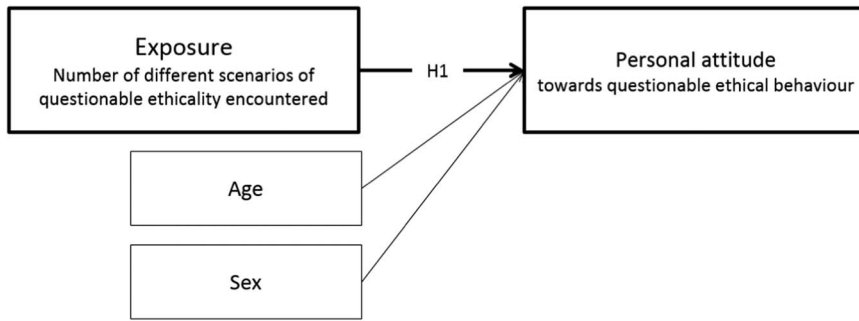 Exposure
Number of different scenarios of
questionable ethicality encountered
H1
Personal attitude
towards questionable ethical behaviour
Age
Sex